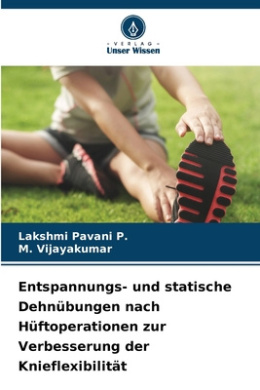 VERLAG
Unser Wissen
Lakshmi Pavani P.
M. Vijayakumar
Entspannungs- und statische
Dehnübungen nach
Hüftoperationen zur
Verbesserung der
Knieflexibilität